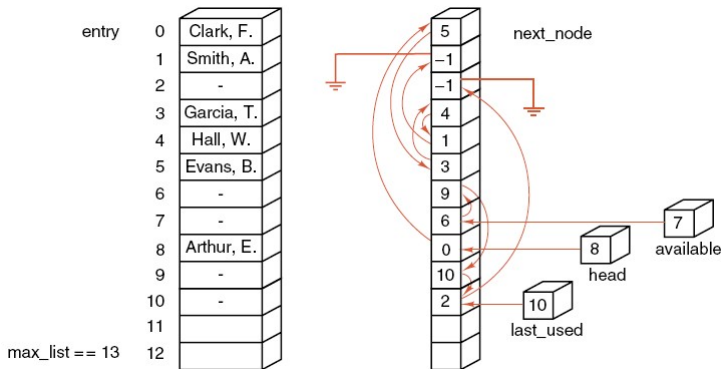 entry 0 Clark, F. 5 next_node
1 Smith, A. –1
2 - –1
3 Garcia, T. 4
4 Hall, W. 1
5 Evans, B. 3
6 - 9
7 - 6 7
available
8 Arthur, E. 0 8
head
9 - 10
10 - 2 10
last_used
11
max_list == 13 12